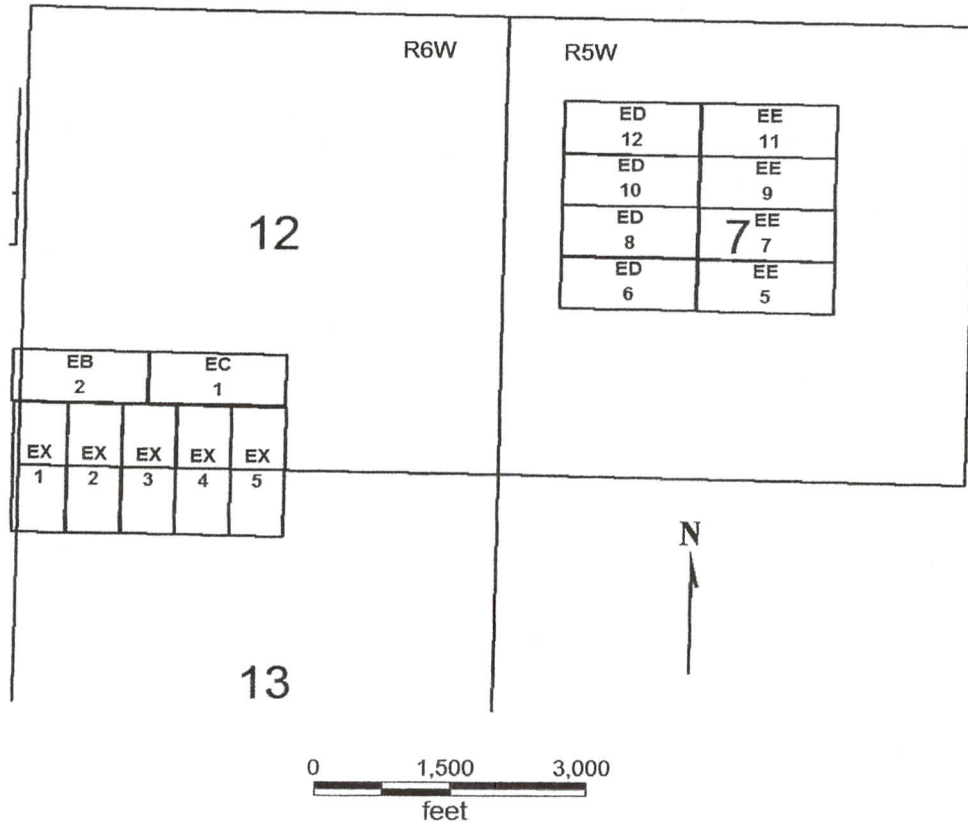 R6W R5W
ED EE
12 11
ED EE
10 9
12
ED 7 EE
8 7
ED EE
6 5
EB EC
2 1
EX EX EX EX EX
1 2 3 4 5
N
13
0 1,500 3,000
feet